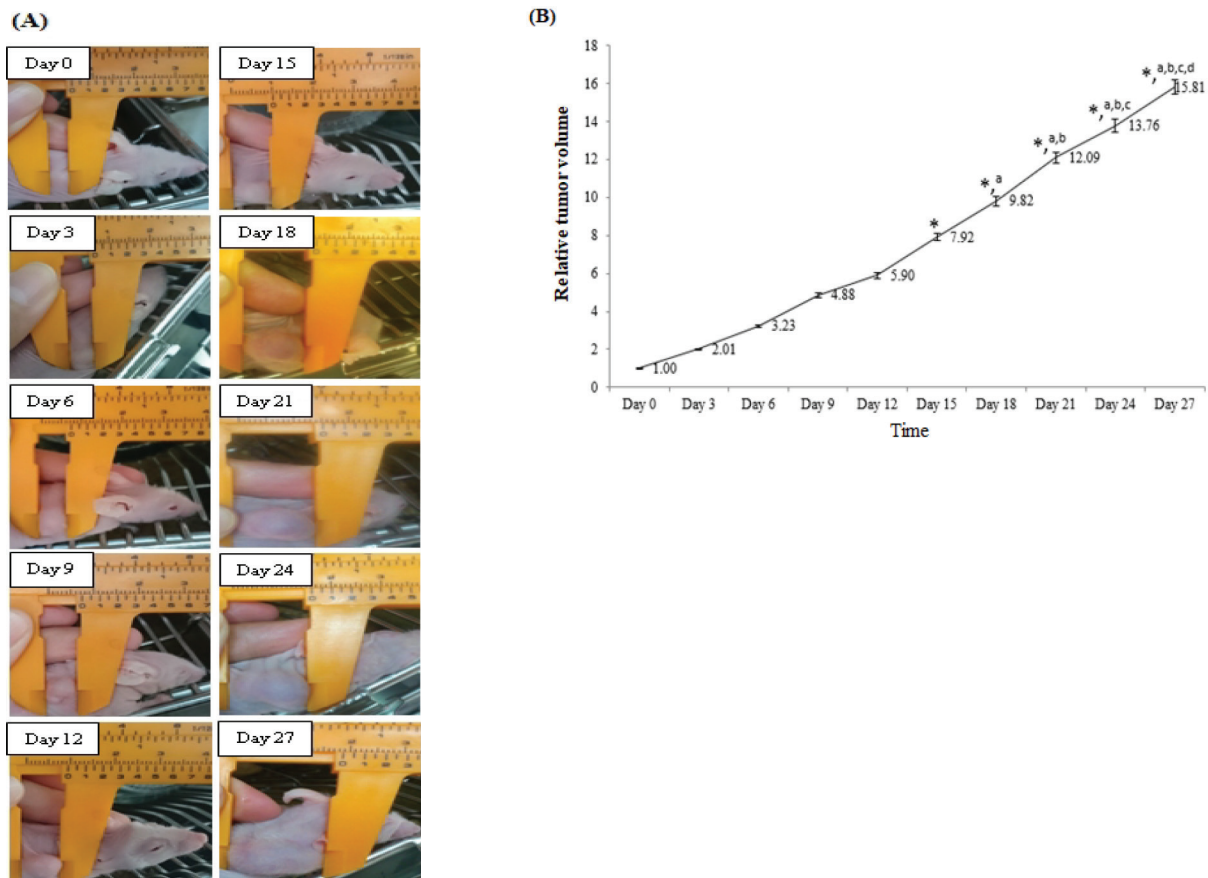 (A)
Day 0
Day 15
Day 3
Day 18
Day 6
Day 21
Day 9
Day 24
Day 12
Day 27
(B)
Relative tumor volume
18
16
14
12
10
8
6
4
2
0
1.00
2.01
3.23
4.88
5.90
*
7.92
*,a
9.82
*,a,b
12.09
*,a,b,c
13.76
*,a,b,c,d
15.81
Day 0 Day 3 Day 6 Day 9 Day 12 Day 15 Day 18 Day 21 Day 24 Day 27
Time